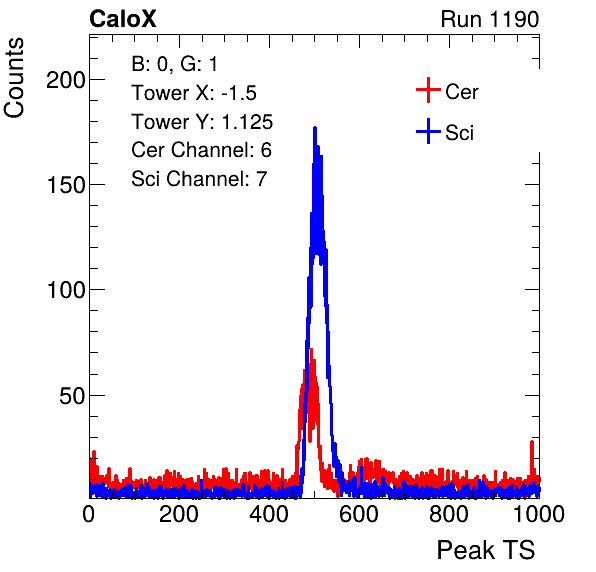 CaloX
Run 1190
Counts
B: 0, G: 1
Tower X: -1.5
Tower Y: 1.125
Cer Channel: 6
Sci Channel: 7
Cer
Sci
200
150
100
50
0
200
400
600
800
1000
Peak TS